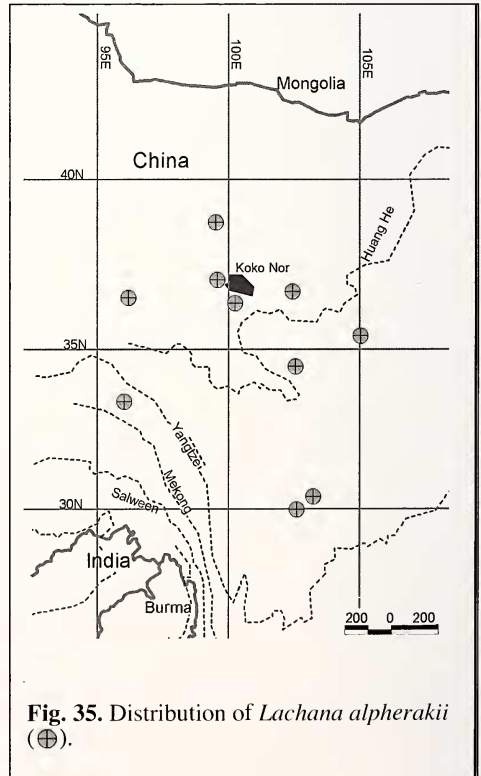 95E
100E
105E
Mongolia
China
40N
Huang He
Koko Nor
35N
Yangtze
Mekong
Salween
30N
India
Burma
200 0 200
Fig. 35. Distribution of Lachana alpherakii
(⊕).